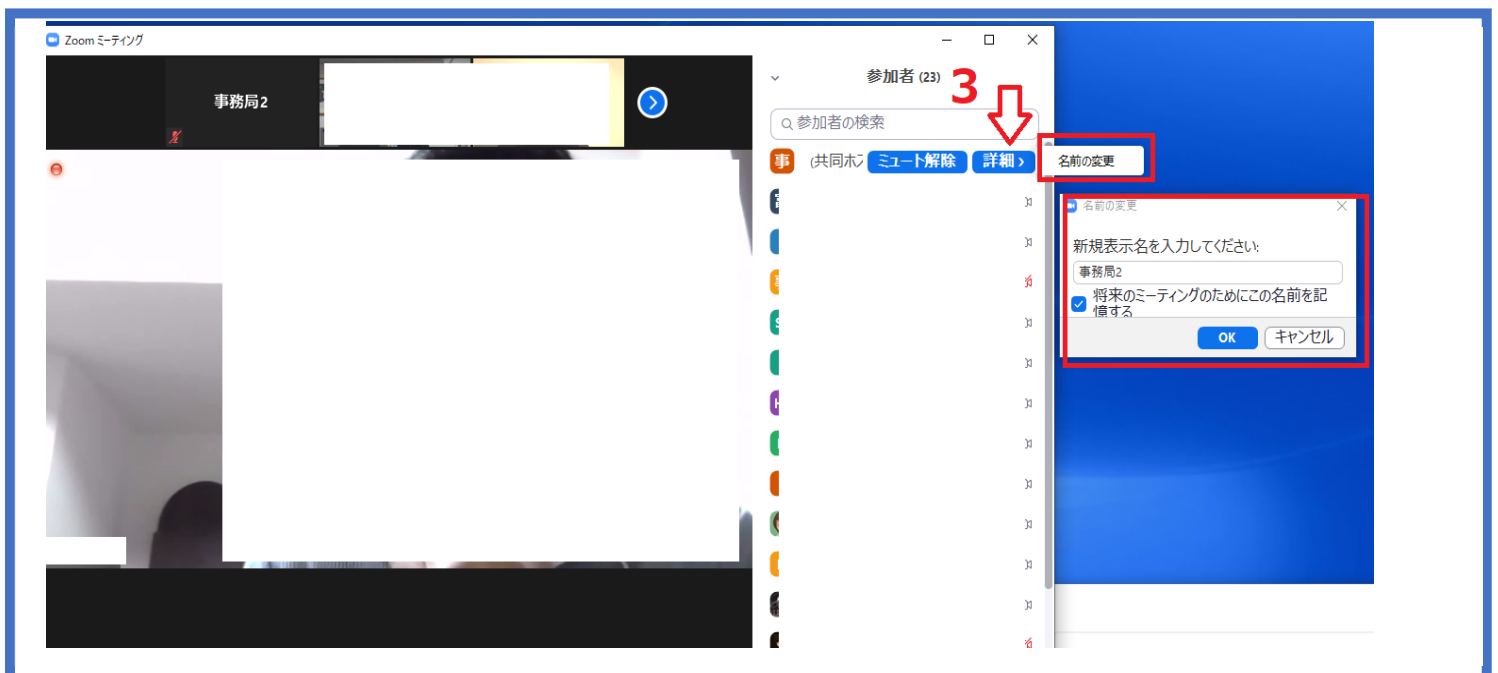 Zoom ミーティング
事務局2
参加者 (23)
3
参加者の検索
事
(共同ホ
ミュート解除
詳細 >
名前の変更
名前の変更
新規表示名を入力してください:
事務局2
将来のミーティングのためにこの名前を記
憶する
OK
キャンセル